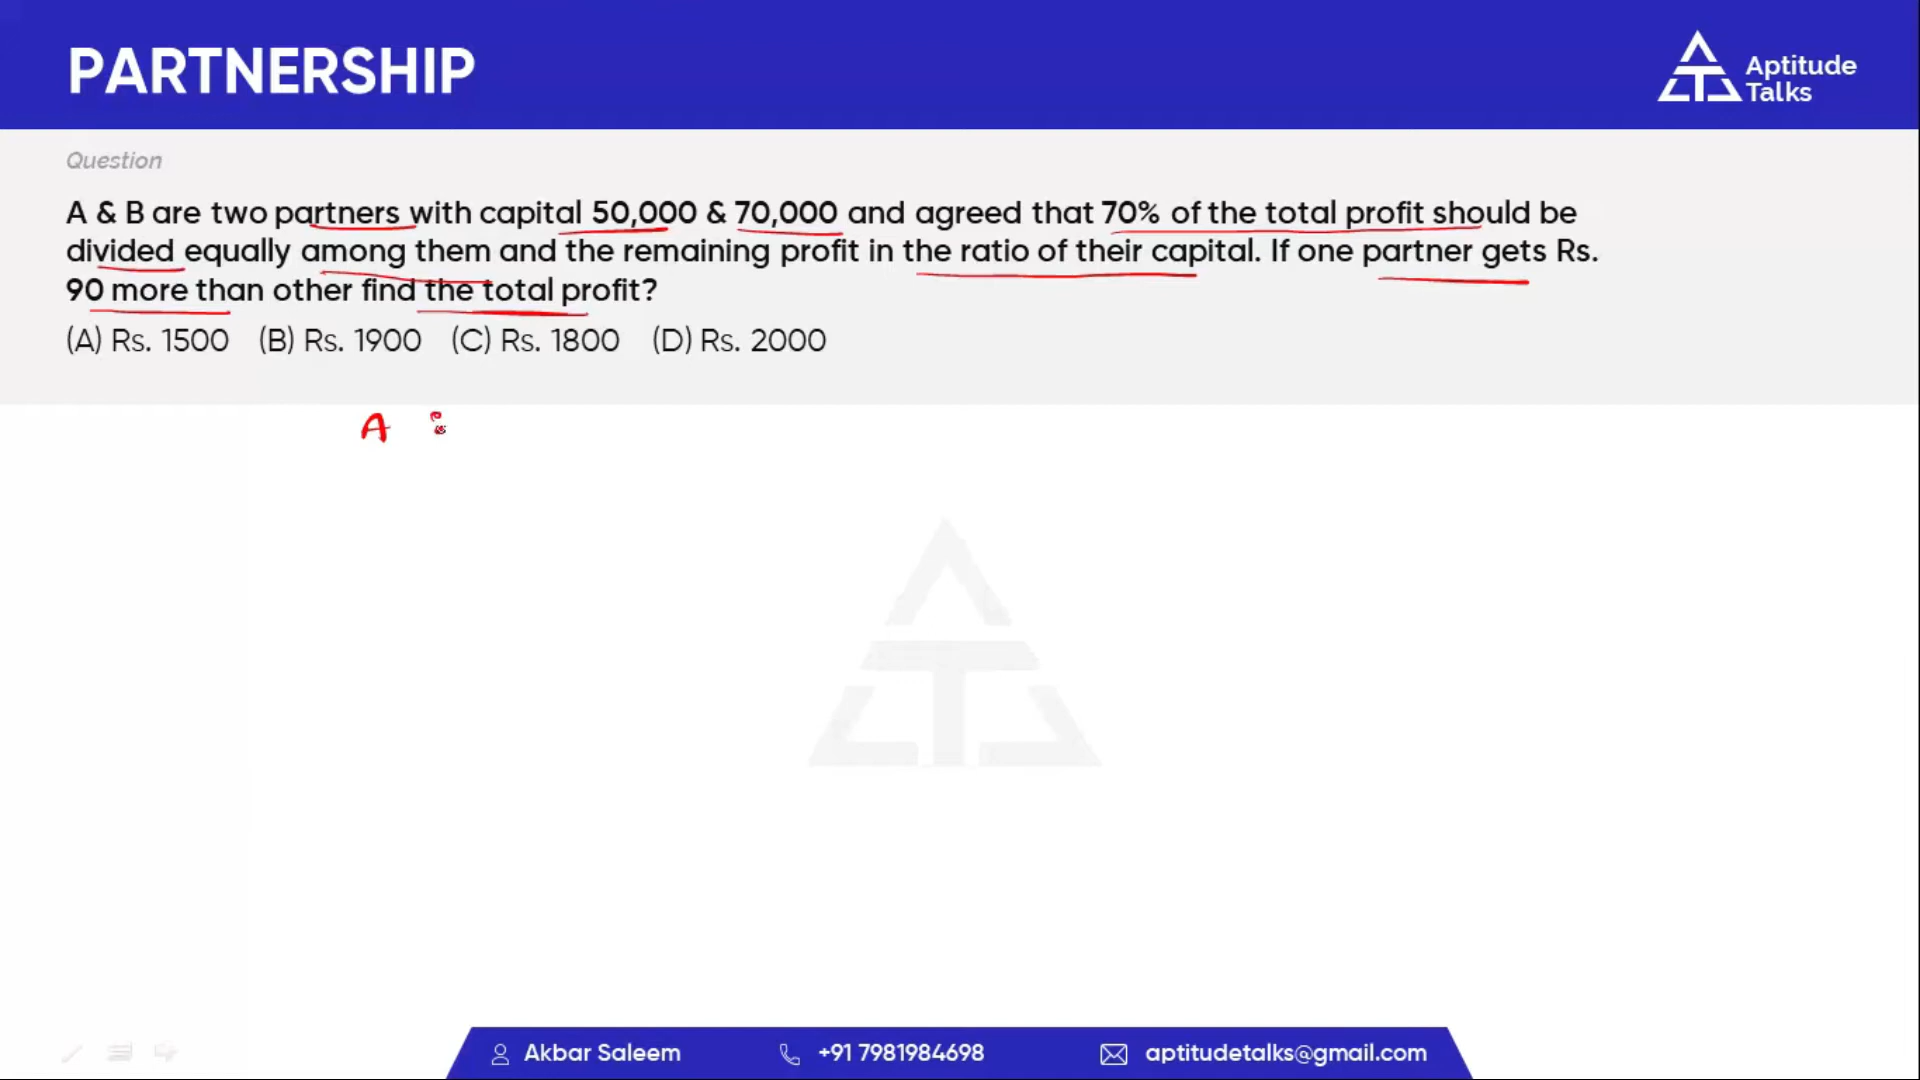 PARTNERSHIP
Aptitude
Talks
Question
A & B are two partners with capital 50,000 & 70,000 and agreed that 70% of the total profit should be
divided equally among them and the remaining profit in the ratio of their capital. If one partner gets Rs.
90 more than other find the total profit?
(A) Rs. 1500 (B) Rs. 1900 (C) Rs. 1800 (D) Rs. 2000
A :
Akbar Saleem +91 7981984698 aptitudetalks@gmail.com